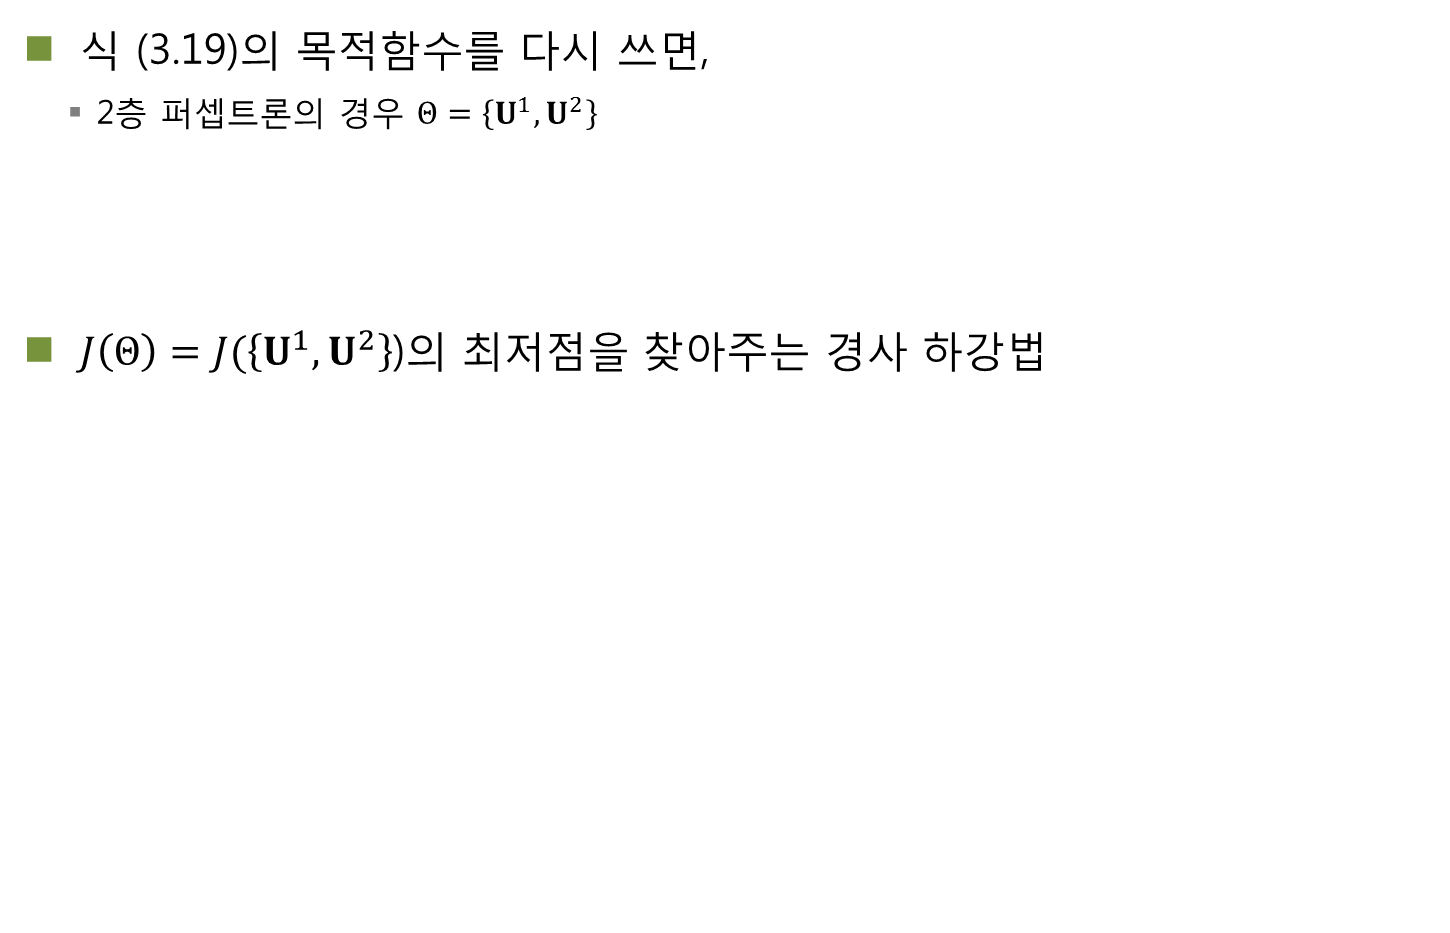 식 (3.19)의 목적함수를 다시 쓰면,
2층 퍼셉트론의 경우 Θ = {𝐔¹, 𝐔²}
𝐽(Θ) = 𝐽({𝐔¹, 𝐔²})의 최저점을 찾아주는 경사 하강법